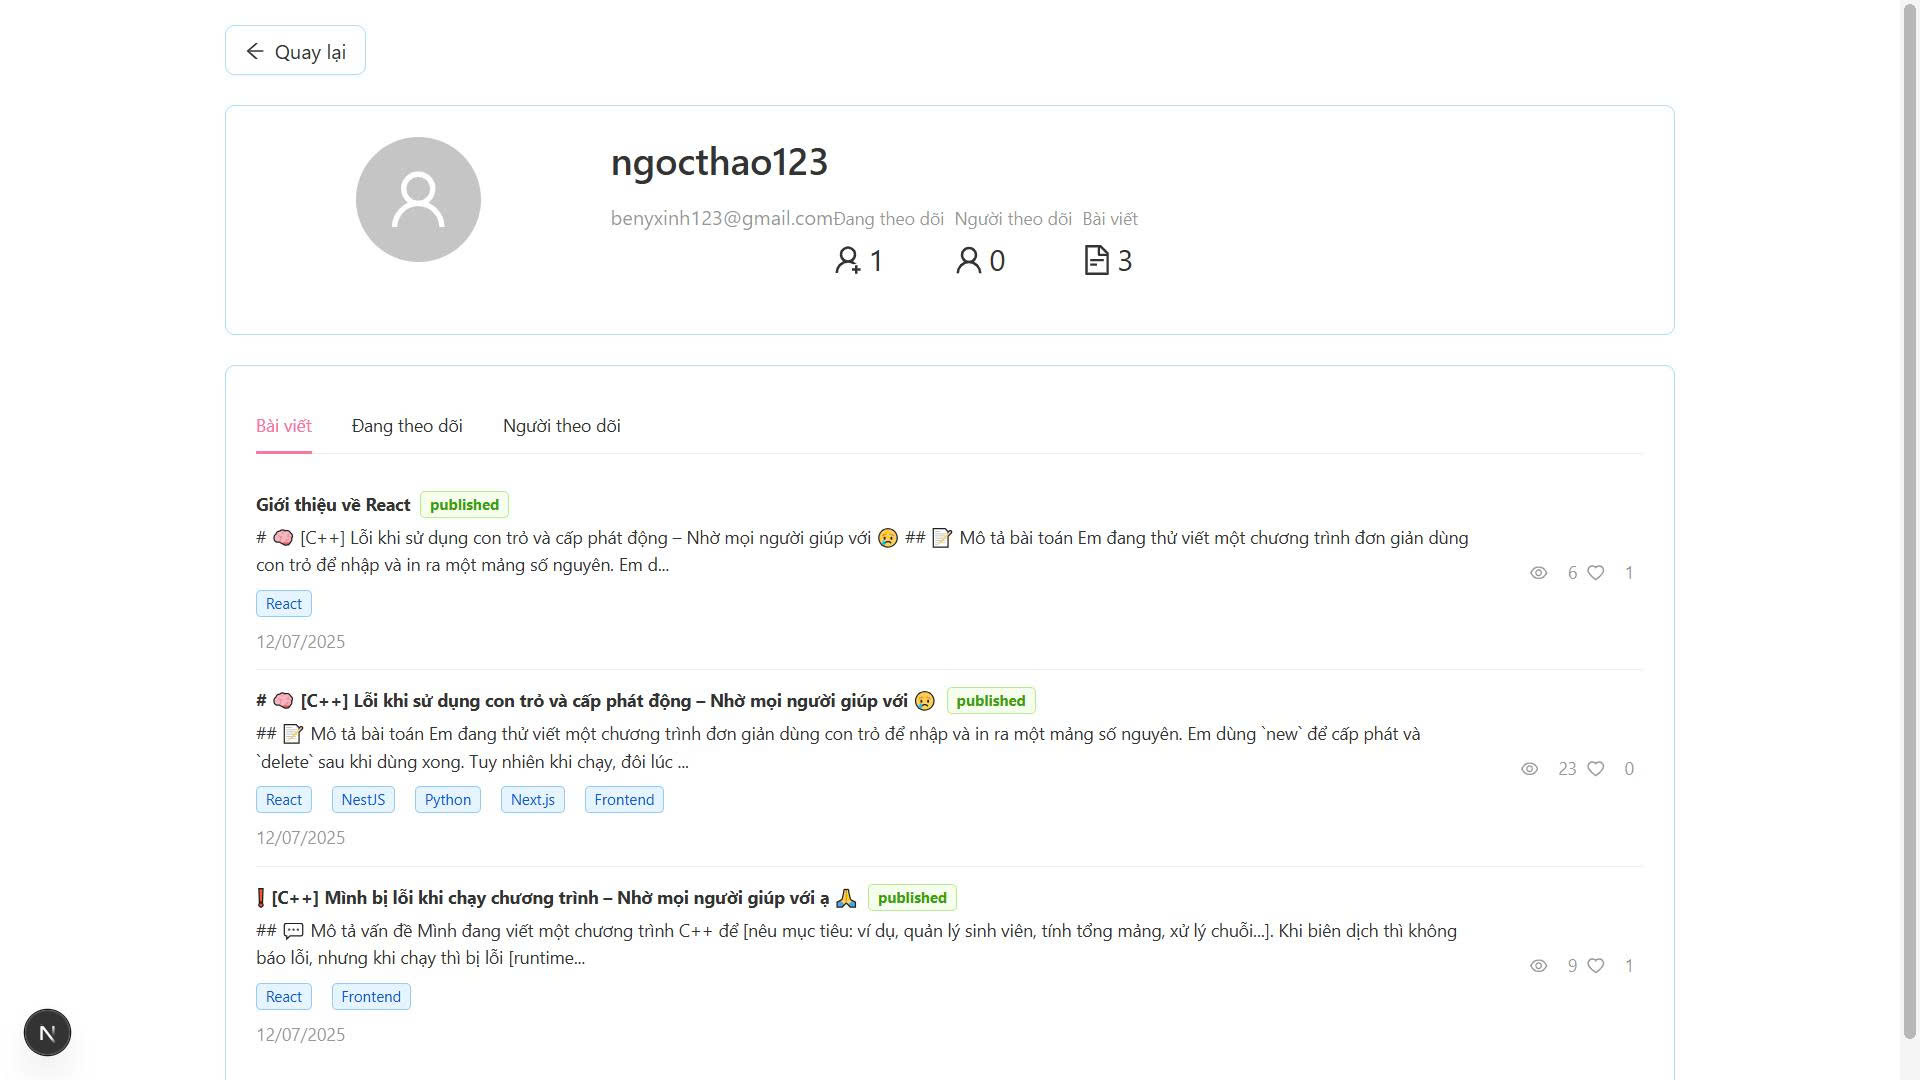 Quay lại
ngocthao123
benyxinh123@gmail.comĐang theo dõi Người theo dõi Bài viết
1 0 3
Bài viết Đang theo dõi Người theo dõi
Giới thiệu về React published
# 🧠 [C++] Lỗi khi sử dụng con trỏ và cấp phát động – Nhờ mọi người giúp với 😥 ## 📝 Mô tả bài toán Em đang thử viết một chương trình đơn giản dùng
con trỏ để nhập và in ra một mảng số nguyên. Em d...
6 1
React
12/07/2025
# 🧠 [C++] Lỗi khi sử dụng con trỏ và cấp phát động – Nhờ mọi người giúp với 😥 published
## 📝 Mô tả bài toán Em đang thử viết một chương trình đơn giản dùng con trỏ để nhập và in ra một mảng số nguyên. Em dùng `new` để cấp phát và
`delete` sau khi dùng xong. Tuy nhiên khi chạy, đôi lúc ...
23 0
React NestJS Python Next.js Frontend
12/07/2025
❗[C++] Mình bị lỗi khi chạy chương trình – Nhờ mọi người giúp với ạ 🙏 published
## 💬 Mô tả vấn đề Mình đang viết một chương trình C++ để [nêu mục tiêu: ví dụ, quản lý sinh viên, tính tổng mảng, xử lý chuỗi...]. Khi biên dịch thì không
báo lỗi, nhưng khi chạy thì bị lỗi [runtime...
9 1
React Frontend
12/07/2025
N